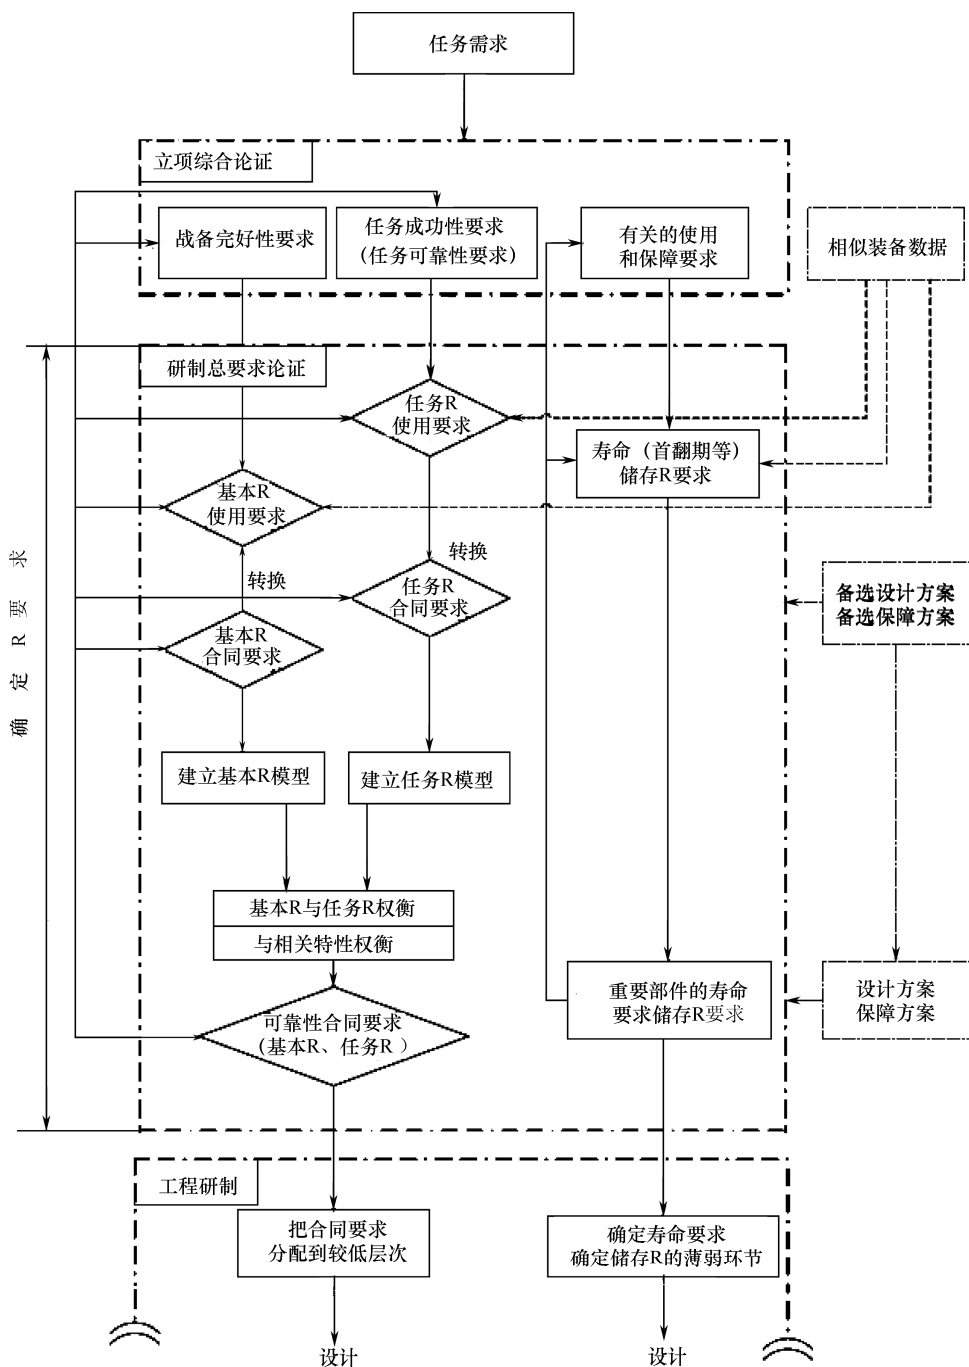 任务需求
立项综合论证
战备完好性要求
任务成功性要求
（任务可靠性要求）
有关的使用
和保障要求
相似装备数据
研制总要求论证
任务R
使用要求
寿命（首翻期等）
储存R要求
基本R
使用要求
转换
转换
任务R
合同要求
备选设计方案
备选保障方案
基本R
合同要求
确定R要求
建立基本R模型
建立任务R模型
基本R与任务R权衡
与相关特性权衡
重要部件的寿命
要求储存R要求
设计方案
保障方案
可靠性合同要求
（基本R、任务R）
工程研制
把合同要求
分配到较低层次
确定寿命要求
确定储存R的薄弱环节
设计
设计